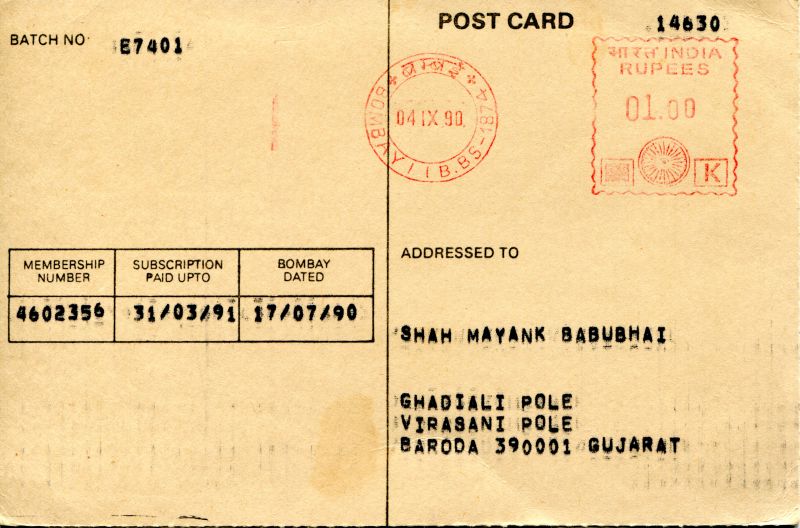 POST CARD
14630
BATCH NO E7401
भारत INDIA
RUPEES
01.00
K
BOMBAY
04 IX 90
MEMBERSHIP NUMBER
SUBSCRIPTION PAID UPTO
BOMBAY DATED
4602356
31/03/91
17/07/90
ADDRESSED TO
SHAH MAYANK BABUBHAI
GHADIALI POLE
VIRASANI POLE
BARODA 390001 GUJARAT